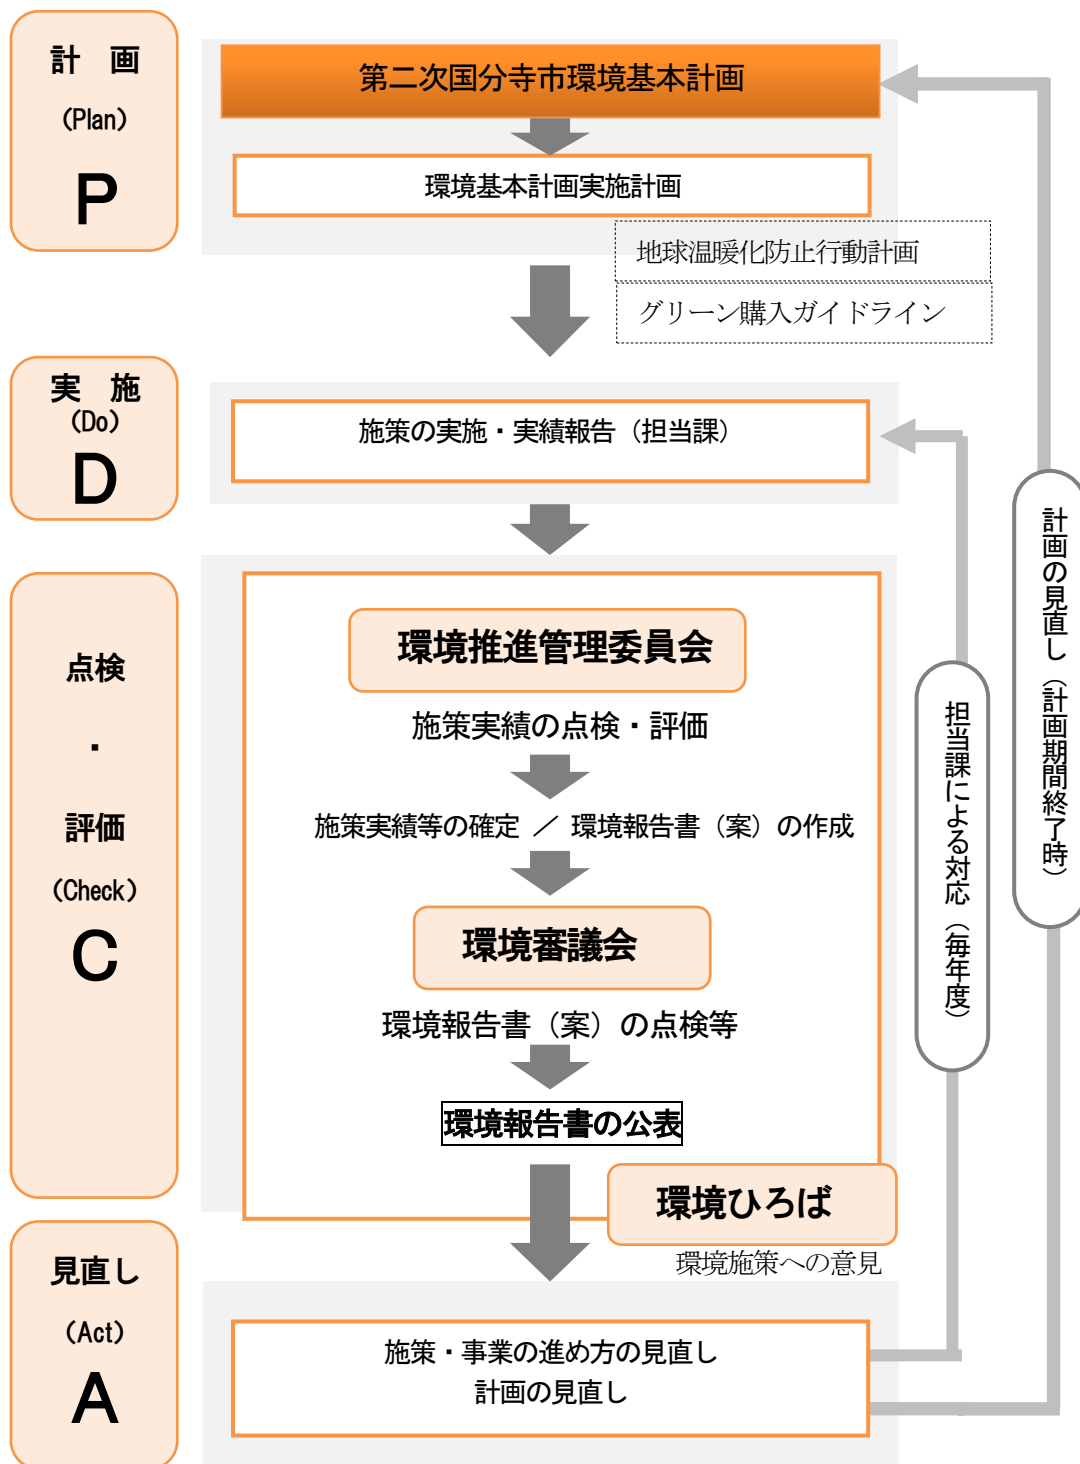 計　画
（Plan）
P
第二次国分寺市環境基本計画
環境基本計画実施計画
地球温暖化防止行動計画
グリーン購入ガイドライン
実　施
（Do）
D
施策の実施・実績報告（担当課）
点検
・
評価
（Check）
C
環境推進管理委員会
施策実績の点検・評価
施策実績等の確定 ／ 環境報告書（案）の作成
環境審議会
環境報告書（案）の点検等
環境報告書の公表
環境ひろば
環境施策への意見
見直し
（Act）
A
施策・事業の進め方の見直し
計画の見直し
担当課による対応（毎年度）
計画の見直し（計画期間終了時）